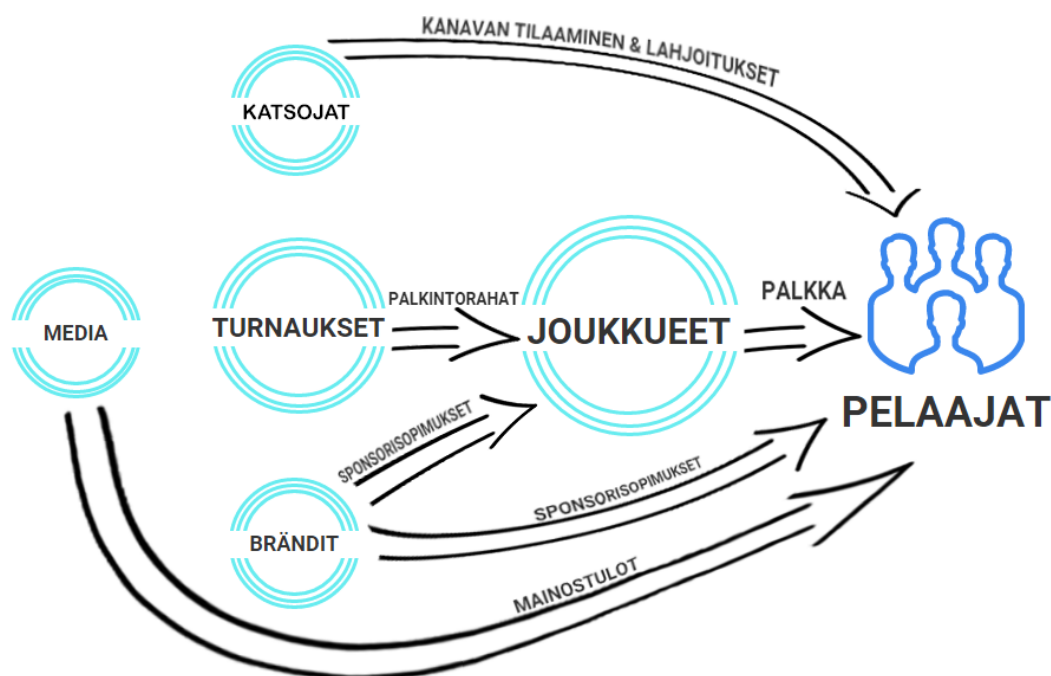 KANAVAN TILAAMINEN & LAHJOITUKSET
KATSOJAT
MEDIA
TURNAUKSET
PALKINTORAHAT
JOUKKUEET
PALKKA
PELAAJAT
SPONSORISOPIMUKSET
BRÄNDIT
SPONSORISOPIMUKSET
MAINOSTULOT